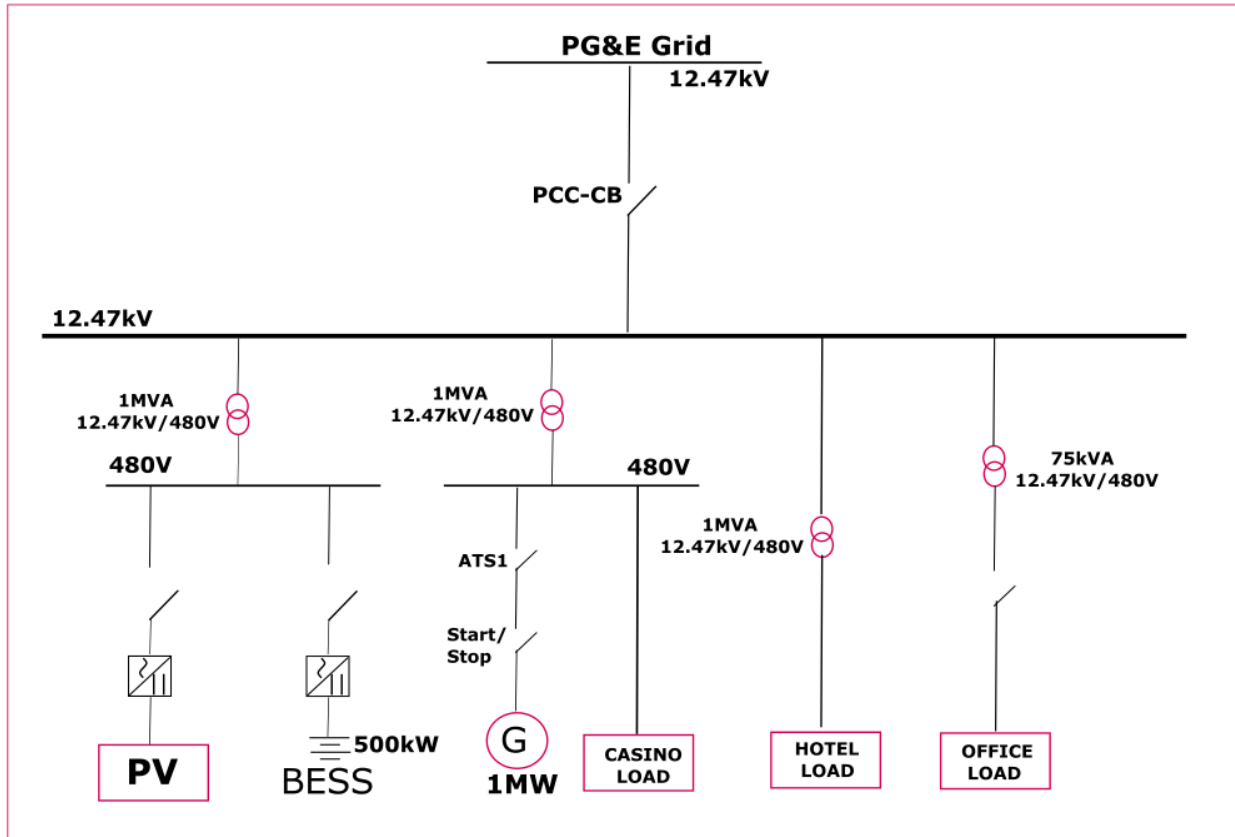 PG&E Grid
12.47kV
PCC-CB
12.47kV
1MVA
12.47kV/480V
1MVA
12.47kV/480V
480V
480V
75kVA
12.47kV/480V
1MVA
12.47kV/480V
ATS1
Start/
Stop
PV
500kW
BESS
G
1MW
CASINO
LOAD
HOTEL
LOAD
OFFICE
LOAD